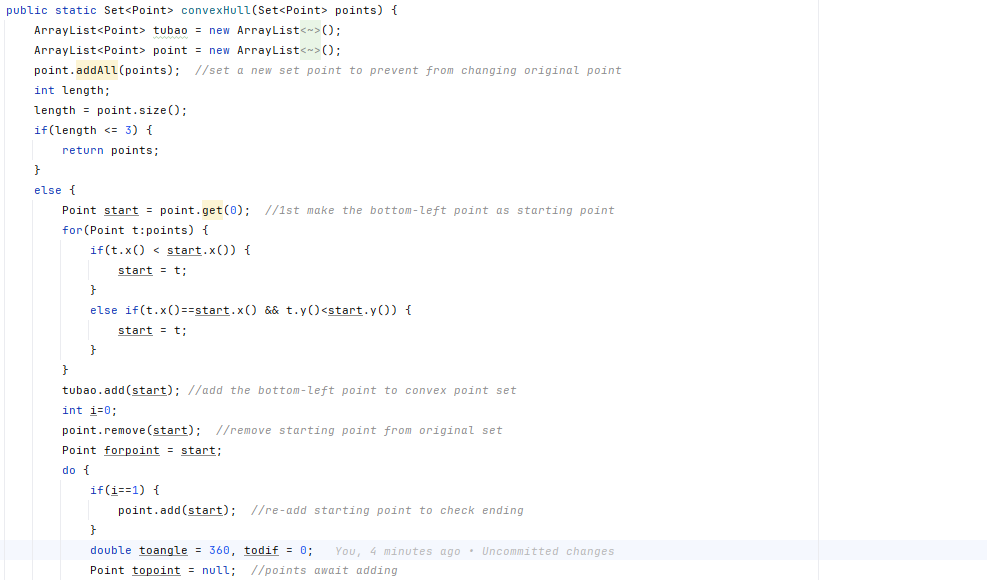 public static Set<Point> convexHull(Set<Point> points) {
ArrayList<Point> tubao = new ArrayList<~>();
ArrayList<Point> point = new ArrayList<~>();
point.addAll(points);  //set a new set point to prevent from changing original point
int length;
length = point.size();
if(length <= 3) {
return points;
}
else {
Point start = point.get(0);  //1st make the bottom-left point as starting point
for(Point t:points) {
if(t.x() < start.x()) {
start = t;
}
else if(t.x()==start.x() && t.y()<start.y()) {
start = t;
}
}
tubao.add(start); //add the bottom-left point to convex point set
int i=0;
point.remove(start);  //remove starting point from original set
Point forpoint = start;
do {
if(i==1) {
point.add(start);  //re-add starting point to check ending
}
double toangle = 360, todif = 0;   You, 4 minutes ago • Uncommitted changes
Point topoint = null;  //points await adding